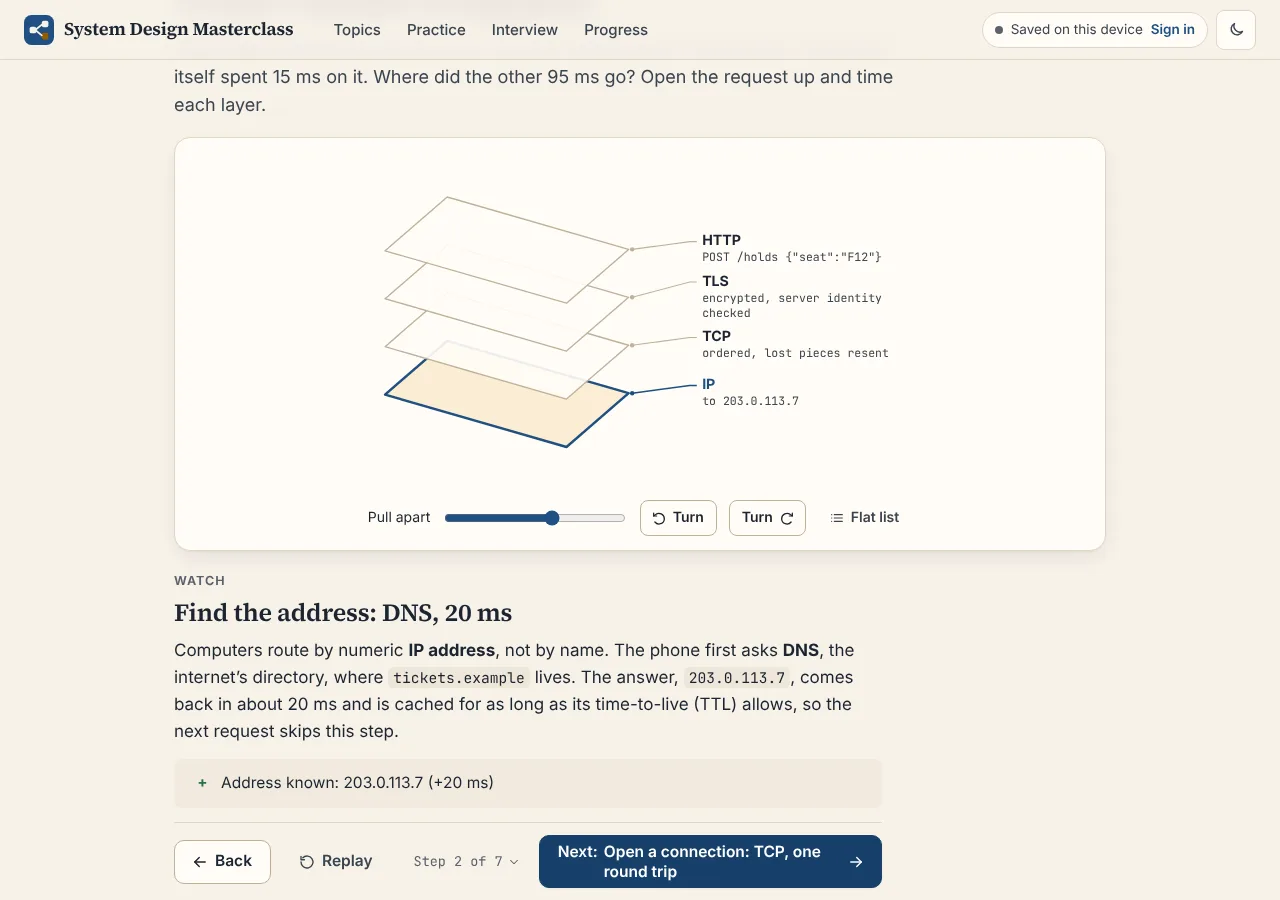 System Design Masterclass
Topics
Practice
Interview
Progress
Saved on this device Sign in
itself spent 15 ms on it. Where did the other 95 ms go? Open the request up and time
each layer.
HTTP
POST /holds {"seat":"F12"}
TLS
encrypted, server identity
checked
TCP
ordered, lost pieces resent
IP
to 203.0.113.7
Pull apart
Turn
Turn
Flat list
WATCH
Find the address: DNS, 20 ms
Computers route by numeric IP address, not by name. The phone first asks DNS, the
internet’s directory, where tickets.example lives. The answer, 203.0.113.7, comes
back in about 20 ms and is cached for as long as its time-to-live (TTL) allows, so the
next request skips this step.
+ Address known: 203.0.113.7 (+20 ms)
Back
Replay
Step 2 of 7
Next: Open a connection: TCP, one
round trip